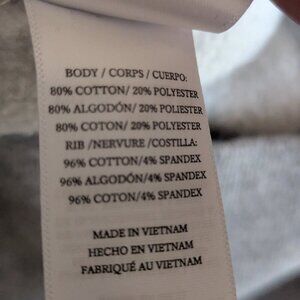 BODY / CORPS / CUERPO:
80% COTTON/ 20% POLYESTER
80% ALGODÓN/ 20% POLIESTER
80% COTON/ 20% POLYESTER
RIB /NERVURE /COSTILLA:
96% COTTON/4% SPANDEX
96% ALGODÓN/4% SPANDEX
96% COTON/4% SPANDEX
MADE IN VIETNAM
HECHO EN VIETNAM
FABRIQUÉ AU VIETNAM